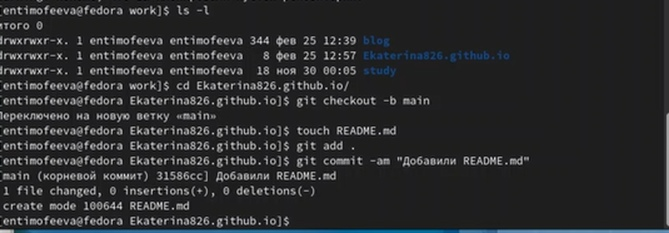 [entimofeeva@fedora work]$ ls -l
итого 0
drwxrwxr-x. 1 entimofeeva entimofeeva 344 фев 25 12:39 blog
drwxrwxr-x. 1 entimofeeva entimofeeva 8 фев 25 12:57 Ekaterina826.github.io
drwxrwxr-x. 1 entimofeeva entimofeeva 18 ноя 30 00:05 study
[entimofeeva@fedora work]$ cd Ekaterina826.github.io/
[entimofeeva@fedora Ekaterina826.github.io]$ git checkout -b main
Переключено на новую ветку «main»
[entimofeeva@fedora Ekaterina826.github.io]$ touch README.md
[entimofeeva@fedora Ekaterina826.github.io]$ git add .
[entimofeeva@fedora Ekaterina826.github.io]$ git commit -am "Добавили README.md"
[main (корневой коммит) 31586cc] Добавили README.md
1 file changed, 0 insertions(+), 0 deletions(-)
create mode 100644 README.md
[entimofeeva@fedora Ekaterina826.github.io]$